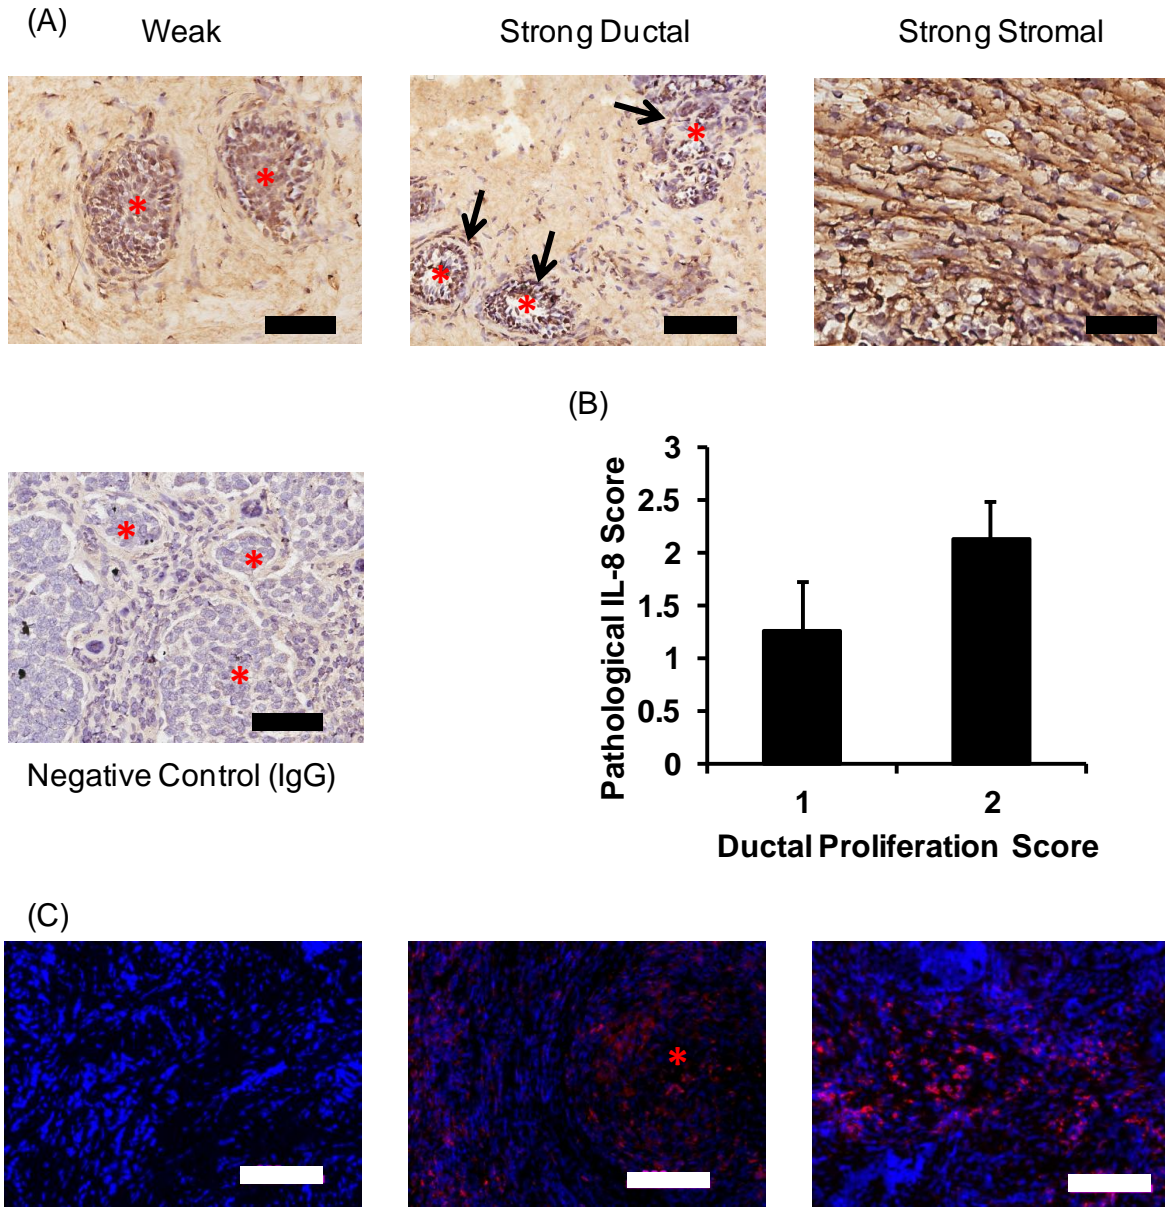 (A)
Weak
Strong Ductal
Strong Stromal
*
*
*
*
*
(B)
*
*
*
Negative Control (IgG)
Pathological IL-8 Score
3
2.5
2
1.5
1
0.5
0
1
2
Ductal Proliferation Score
(C)
*